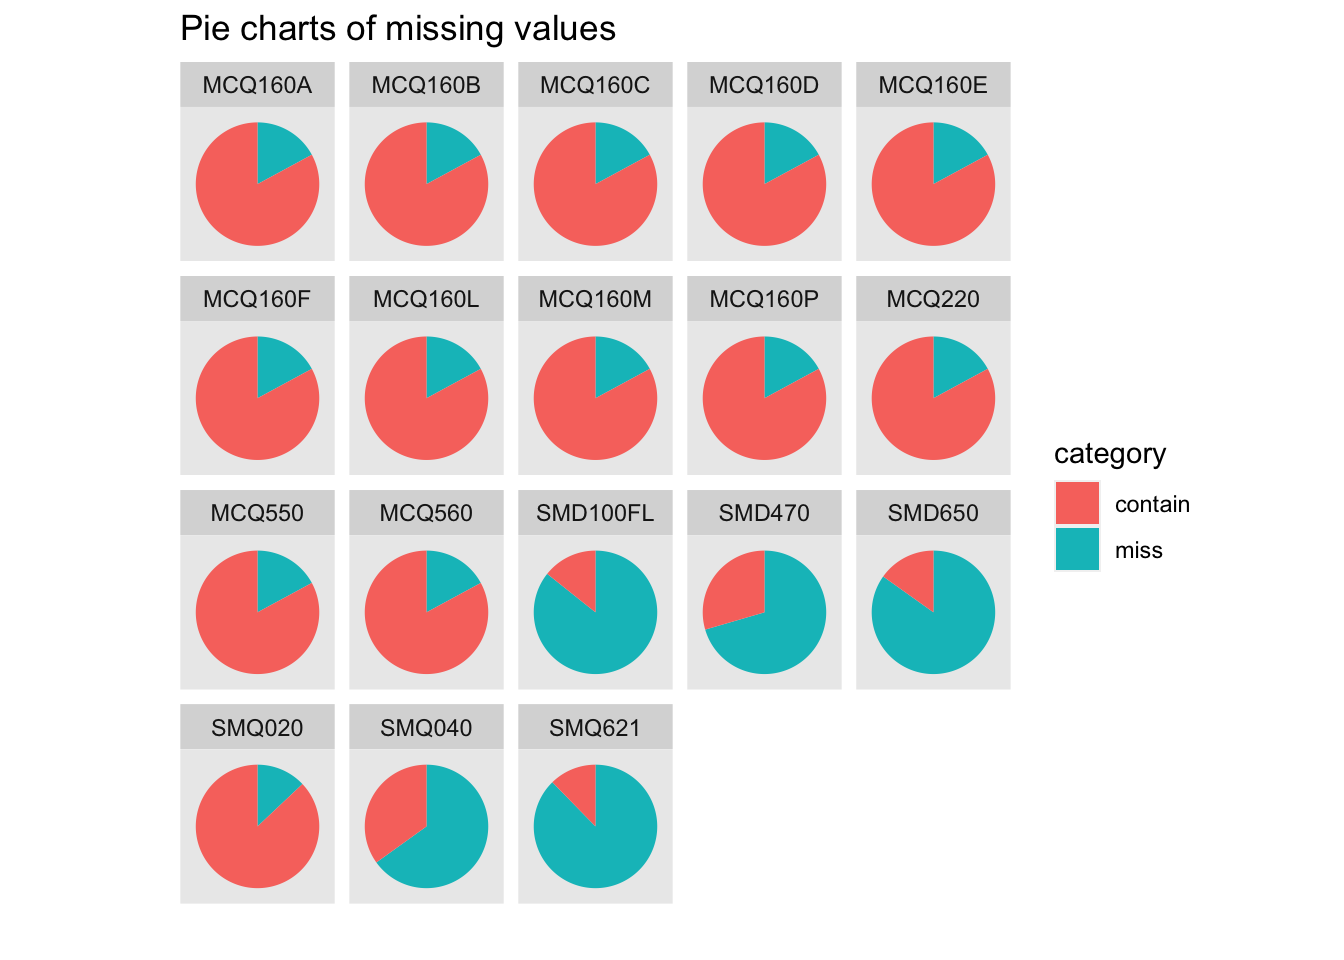 Pie charts of missing values
MCQ160A MCQ160B MCQ160C MCQ160D MCQ160E
MCQ160F MCQ160L MCQ160M MCQ160P MCQ220
category
contain
MCQ550 MCQ560 SMD100FL SMD470 SMD650
miss
SMQ020 SMQ040 SMQ621